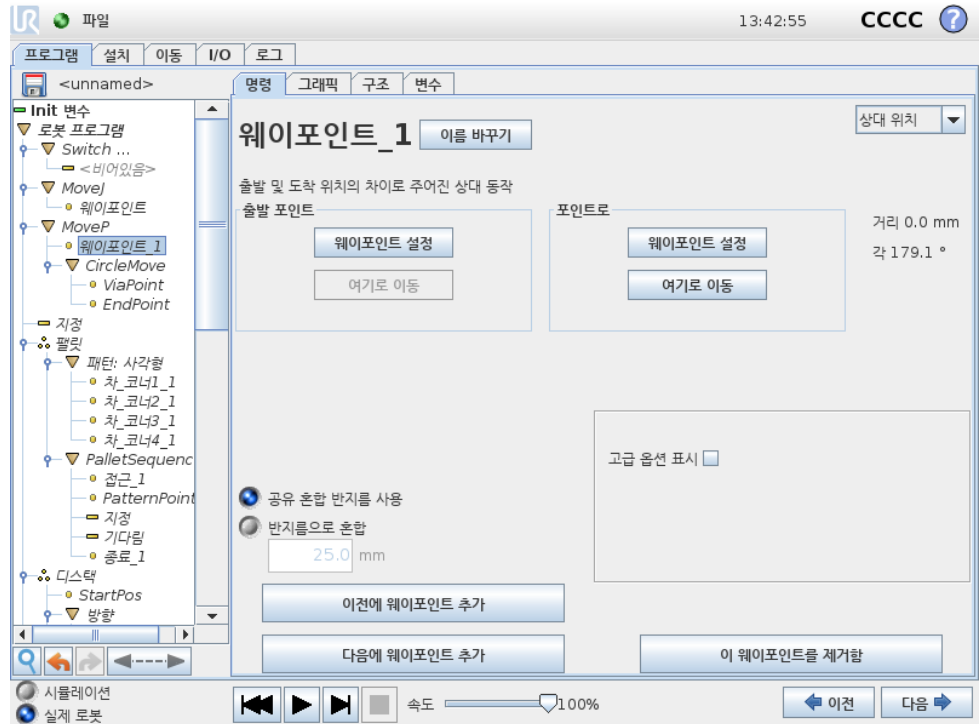 UR 파일 13:42:55 CCCC ?
프로그램 설치 이동 I/O 로그
<unnamed>
명령 그래픽 구조 변수
Init 변수
로봇 프로그램
Switch ...
<비어있음>
MoveJ
웨이포인트
MoveP
웨이포인트_1
CircleMove
ViaPoint
EndPoint
지정
팔릿
패턴: 사각형
차_코너1_1
차_코너2_1
차_코너3_1
차_코너4_1
PalletSequenc
접근_1
PatternPoint
지정
기다림
종료_1
디스택
StartPos
방향
웨이포인트_1 이름 바꾸기
상대 위치
출발 및 도착 위치의 차이로 주어진 상대 동작
출발 포인트
웨이포인트 설정
여기로 이동
포인트로
웨이포인트 설정
여기로 이동
거리 0.0 mm
각 179.1 °
고급 옵션 표시
공유 혼합 반지름 사용
반지름으로 혼합
25.0 mm
이전에 웨이포인트 추가
다음에 웨이포인트 추가
이 웨이포인트를 제거함
시뮬레이션
실제 로봇
속도 100%
이전 다음